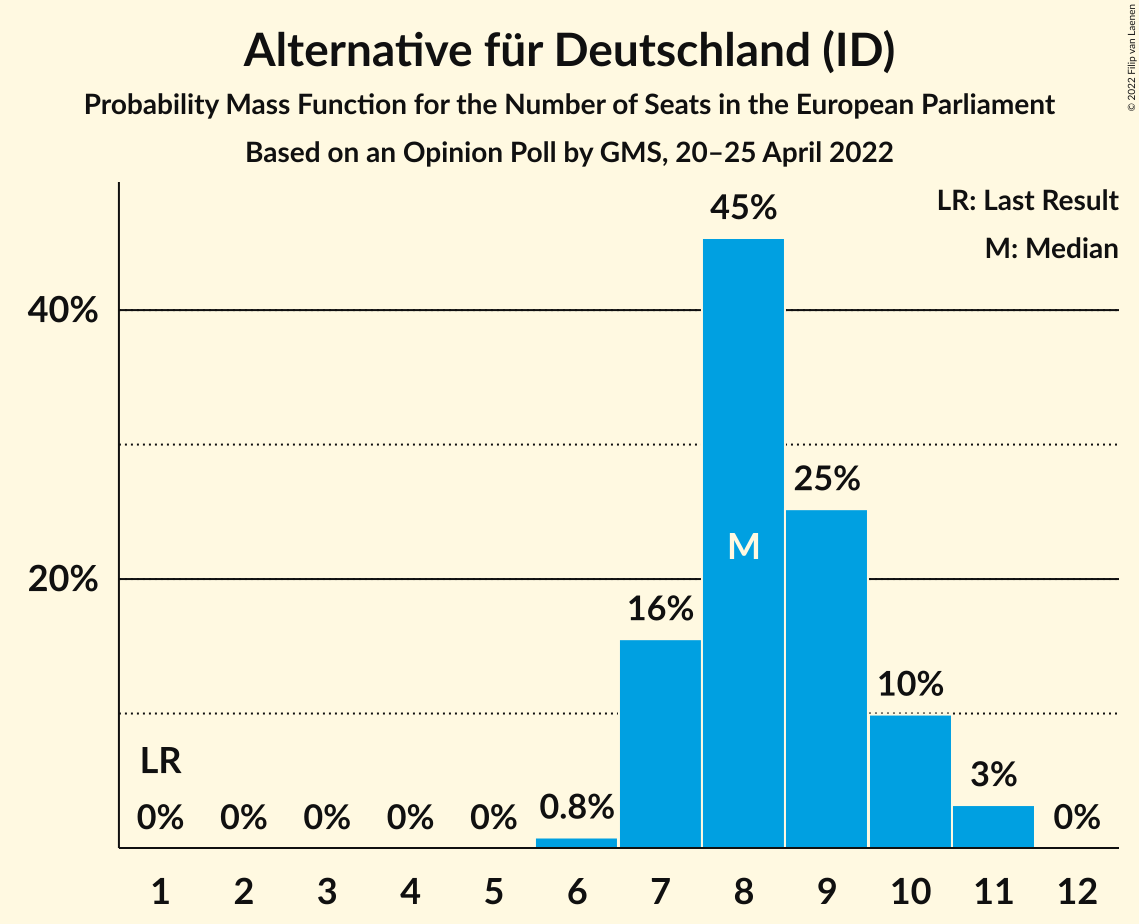 Alternative für Deutschland (ID)
Probability Mass Function for the Number of Seats in the European Parliament
Based on an Opinion Poll by GMS, 20–25 April 2022
© 2022 Filip van Laenen
LR: Last Result
M: Median
45%
40%
25%
M
20%
16%
10%
LR
3%
0% 0% 0% 0% 0% 0.8% 0%
1 2 3 4 5 6 7 8 9 10 11 12